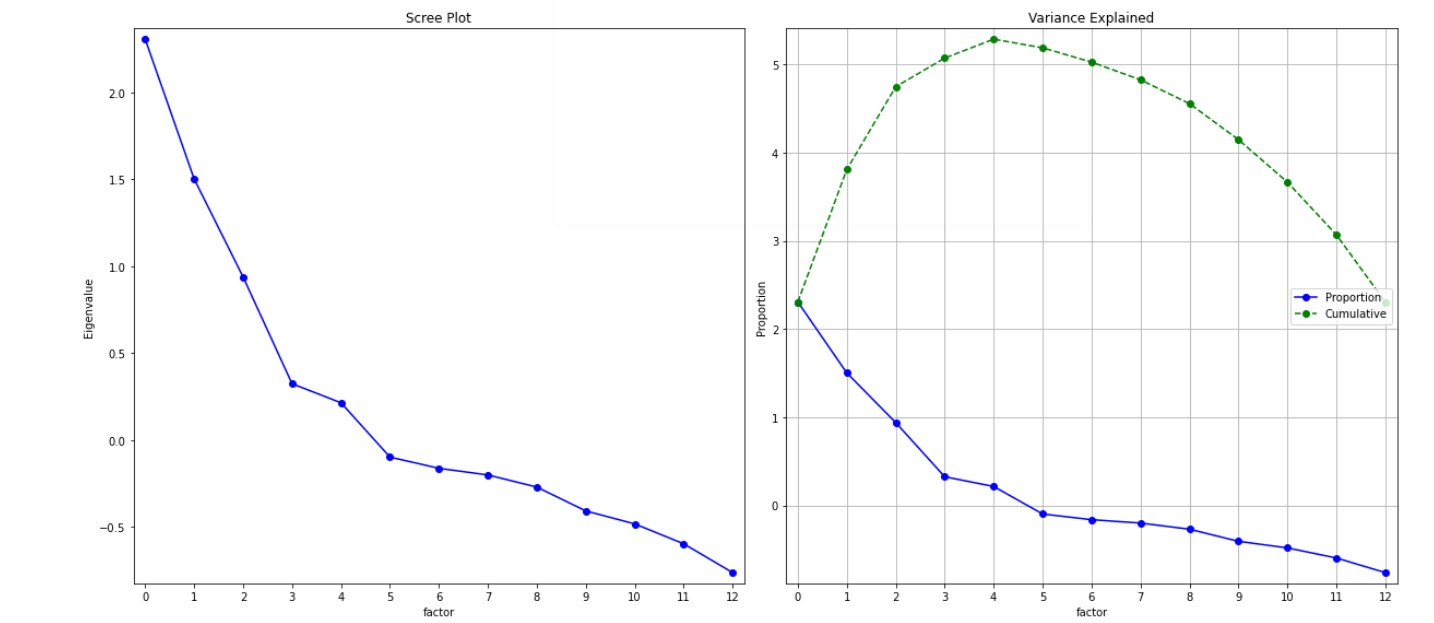 Scree Plot
2.0
1.5
1.0
0.5
0.0
−0.5
Eigenvalue
0 1 2 3 4 5 6 7 8 9 10 11 12
factor
Variance Explained
5
4
3
2
1
0
Proportion
Proportion
Cumulative
0 1 2 3 4 5 6 7 8 9 10 11 12
factor